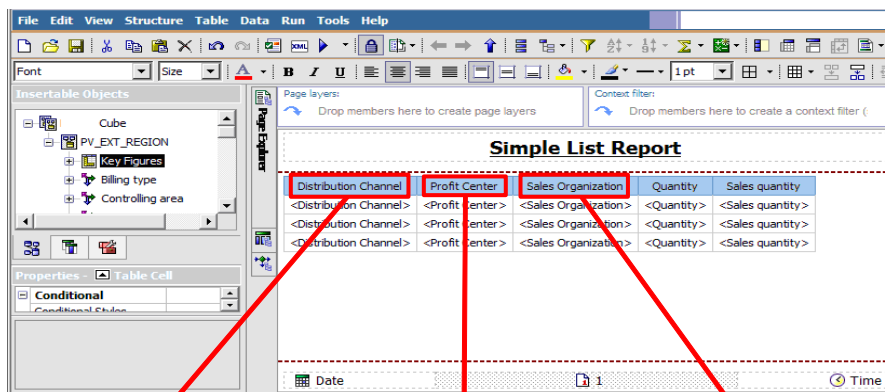 File Edit View Structure Table Data Run Tools Help
Font Size A B I U 1 pt
Insertable Objects
Cube
PV_EXT_REGION
Key Figures
Billing type
Controlling area
Properties - Table Cell
Conditional
Conditional Styles
Page Explorer
Page layers:
Drop members here to create page layers
Context filter:
Drop members here to create a context filter (
Simple List Report
Distribution Channel Profit Center Sales Organization Quantity Sales quantity
<Distribution Channel> <Profit Center> <Sales Organization> <Quantity> <Sales quantity>
<Distribution Channel> <Profit Center> <Sales Organization> <Quantity> <Sales quantity>
<Distribution Channel> <Profit Center> <Sales Organization> <Quantity> <Sales quantity>
Date 1 Time